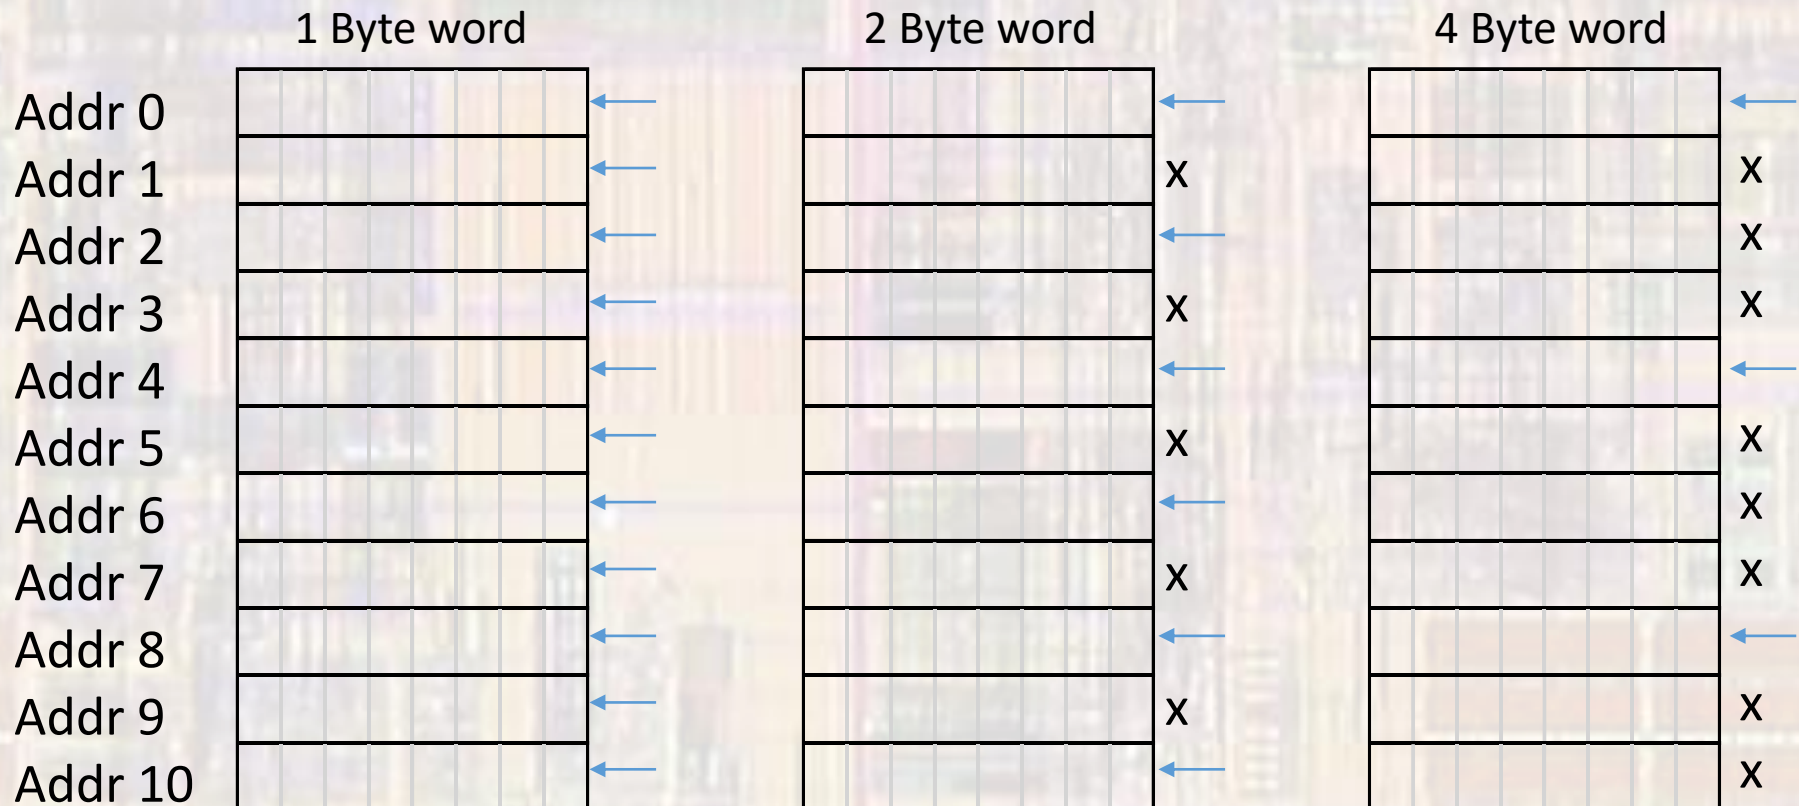 1 Byte word 2 Byte word 4 Byte word
Addr 0
Addr 1 x x
Addr 2 x
Addr 3 x x
Addr 4
Addr 5 x x
Addr 6 x
Addr 7 x x
Addr 8
Addr 9 x x
Addr 10 x